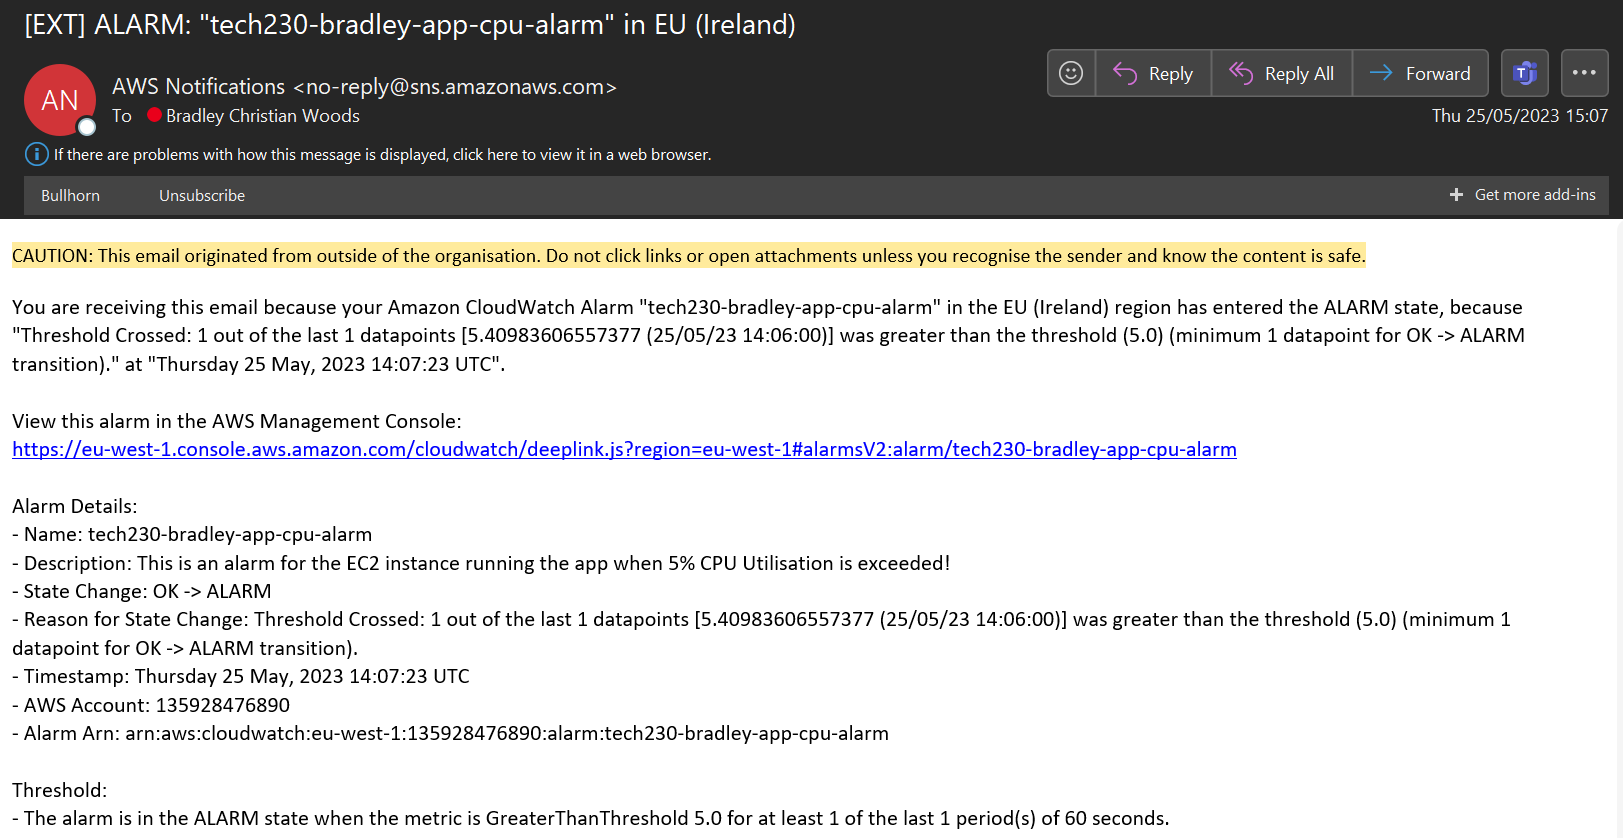 [EXT] ALARM: "tech230-bradley-app-cpu-alarm" in EU (Ireland)
AN
AWS Notifications <no-reply@sns.amazonaws.com>
To Bradley Christian Woods
Reply
Reply All
Forward
Thu 25/05/2023 15:07
If there are problems with how this message is displayed, click here to view it in a web browser.
Bullhorn Unsubscribe + Get more add-ins
CAUTION: This email originated from outside of the organisation. Do not click links or open attachments unless you recognise the sender and know the content is safe.
You are receiving this email because your Amazon CloudWatch Alarm "tech230-bradley-app-cpu-alarm" in the EU (Ireland) region has entered the ALARM state, because
"Threshold Crossed: 1 out of the last 1 datapoints [5.40983606557377 (25/05/23 14:06:00)] was greater than the threshold (5.0) (minimum 1 datapoint for OK -> ALARM
transition)." at "Thursday 25 May, 2023 14:07:23 UTC".
View this alarm in the AWS Management Console:
https://eu-west-1.console.aws.amazon.com/cloudwatch/deeplink.js?region=eu-west-1#alarmsV2:alarm/tech230-bradley-app-cpu-alarm
Alarm Details:
- Name: tech230-bradley-app-cpu-alarm
- Description: This is an alarm for the EC2 instance running the app when 5% CPU Utilisation is exceeded!
- State Change: OK -> ALARM
- Reason for State Change: Threshold Crossed: 1 out of the last 1 datapoints [5.40983606557377 (25/05/23 14:06:00)] was greater than the threshold (5.0) (minimum 1
datapoint for OK -> ALARM transition).
- Timestamp: Thursday 25 May, 2023 14:07:23 UTC
- AWS Account: 135928476890
- Alarm Arn: arn:aws:cloudwatch:eu-west-1:135928476890:alarm:tech230-bradley-app-cpu-alarm
Threshold:
- The alarm is in the ALARM state when the metric is GreaterThanThreshold 5.0 for at least 1 of the last 1 period(s) of 60 seconds.